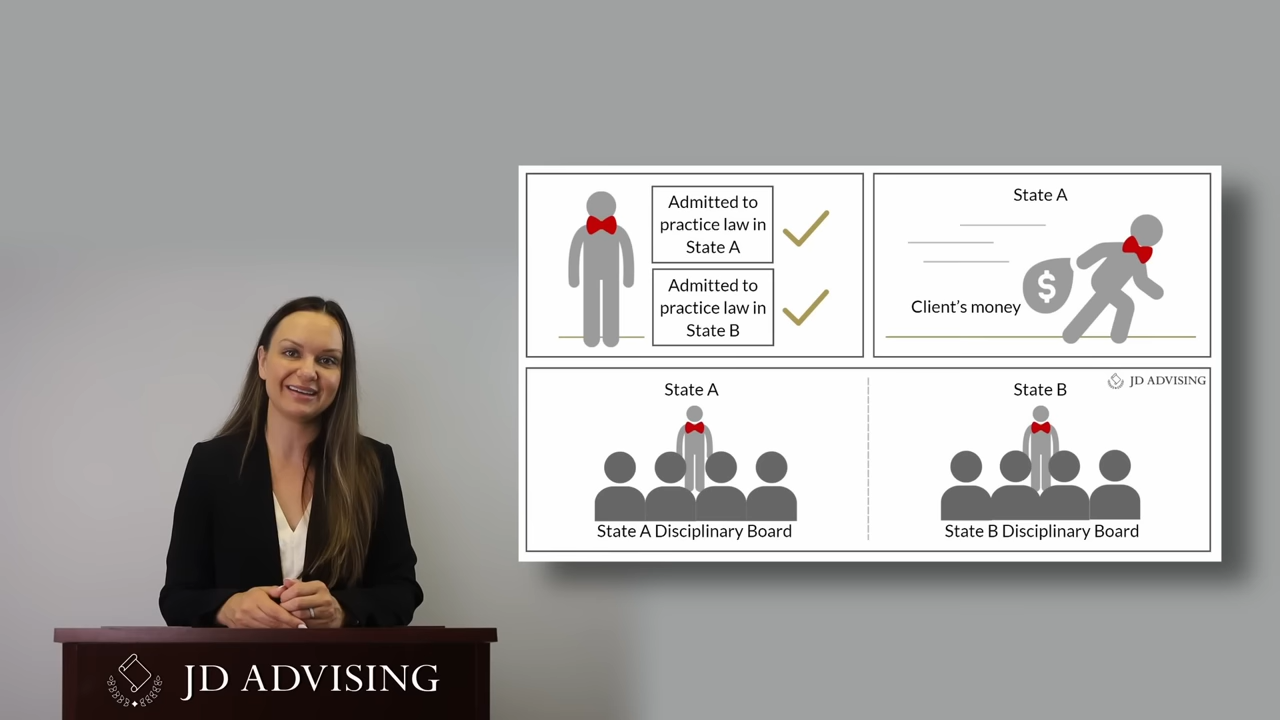 Admitted to
practice law in
State A
Admitted to
practice law in
State B
State A
Client's money
$
State A
State A Disciplinary Board
State B
JD ADVISING
State B Disciplinary Board
JD ADVISING